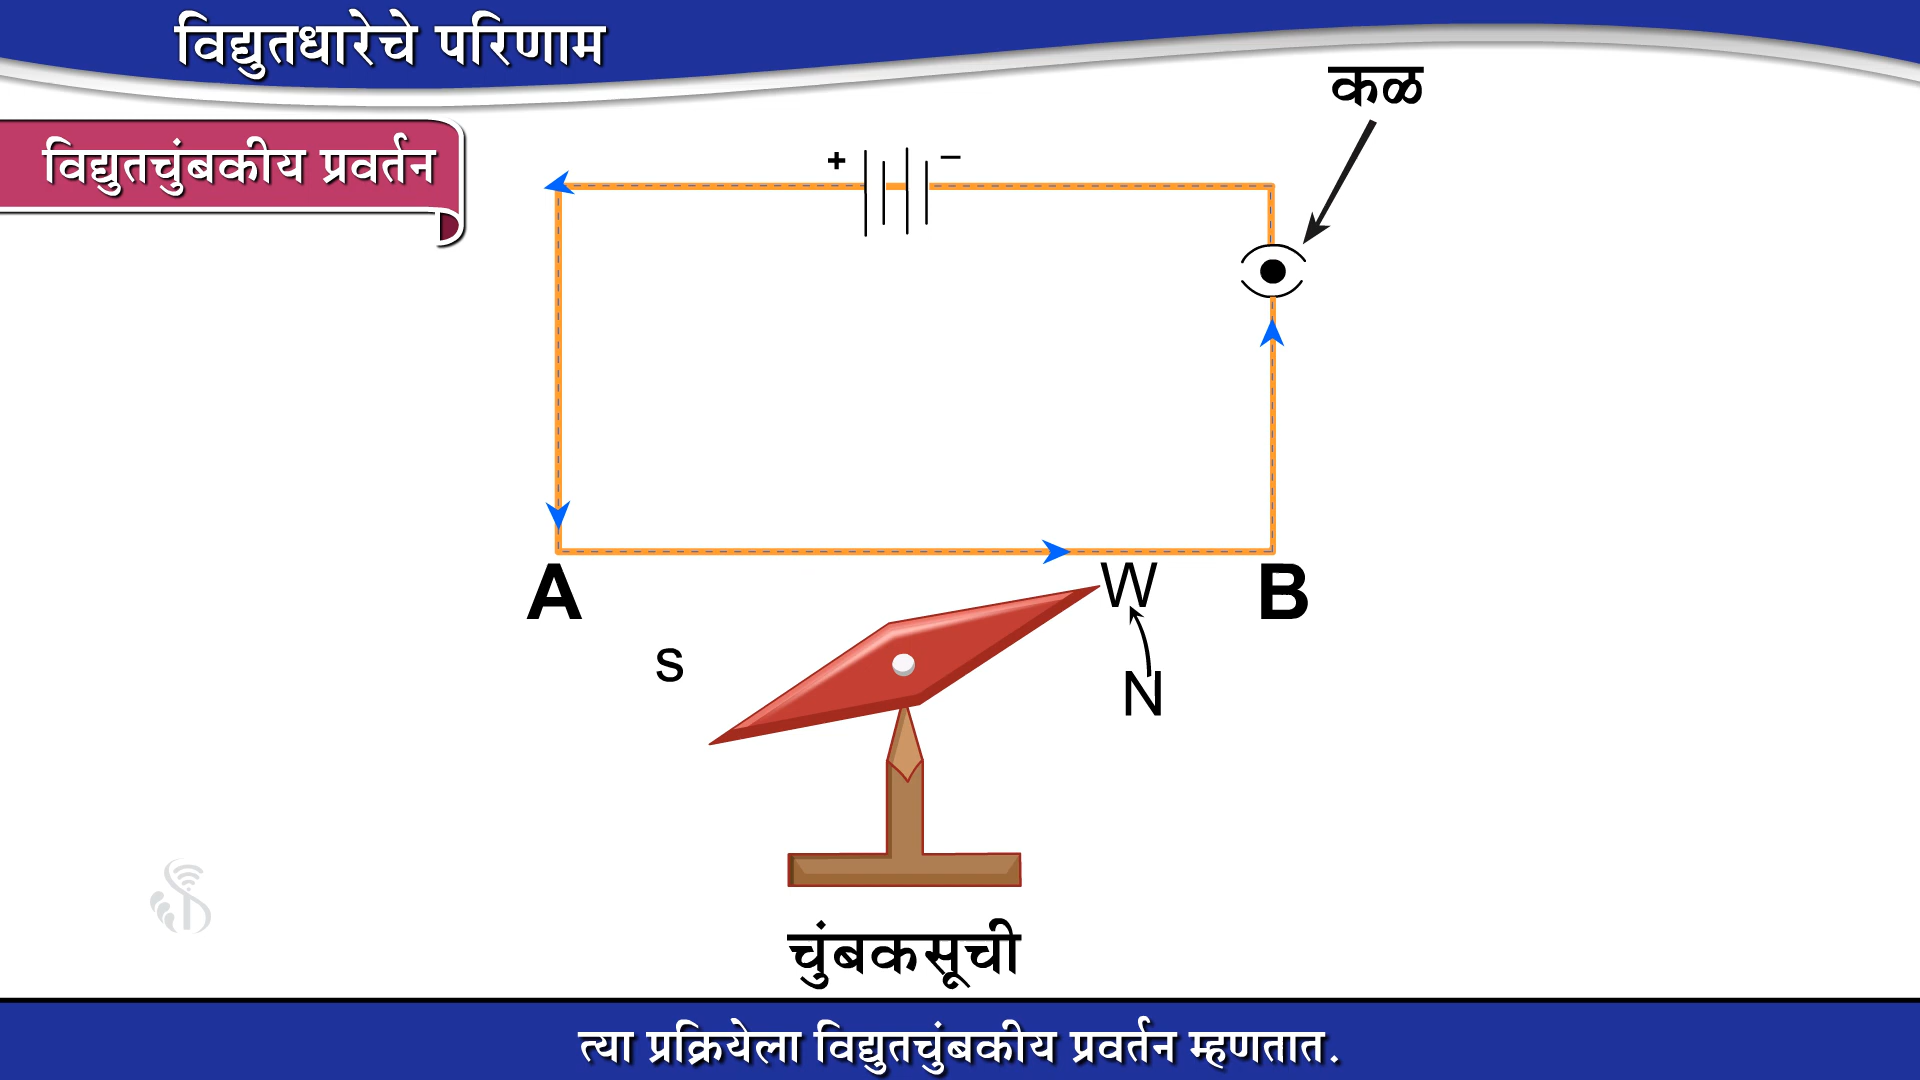 विद्युतधारेचे परिणाम
कळ
विद्युतचुंबकीय प्रवर्तन
+ −
A
W
B
S
N
चुंबकसूची
त्या प्रक्रियेला विद्युतचुंबकीय प्रवर्तन म्हणतात.